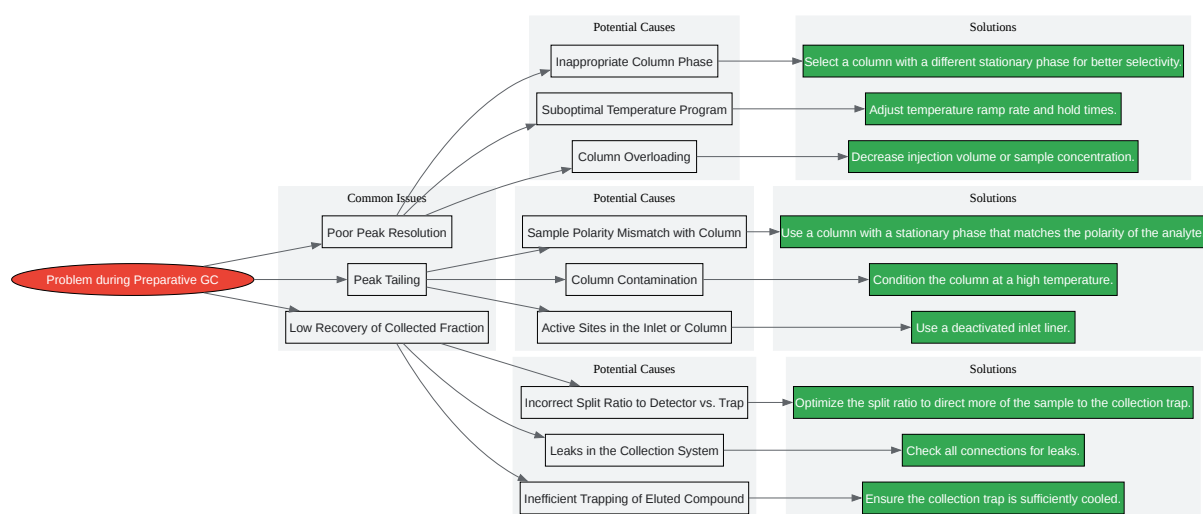 Potential Causes
Solutions
Inappropriate Column Phase
Select a column with a different stationary phase for better selectivity.
Suboptimal Temperature Program
Adjust temperature ramp rate and hold times.
Column Overloading
Decrease injection volume or sample concentration.
Common Issues
Potential Causes
Solutions
Poor Peak Resolution
Sample Polarity Mismatch with Column
Use a column with a stationary phase that matches the polarity of the analyte
Problem during Preparative GC
Peak Tailing
Column Contamination
Condition the column at a high temperature.
Low Recovery of Collected Fraction
Active Sites in the Inlet or Column
Use a deactivated inlet liner.
Potential Causes
Solutions
Incorrect Split Ratio to Detector vs. Trap
Optimize the split ratio to direct more of the sample to the collection trap.
Leaks in the Collection System
Check all connections for leaks.
Inefficient Trapping of Eluted Compound
Ensure the collection trap is sufficiently cooled.